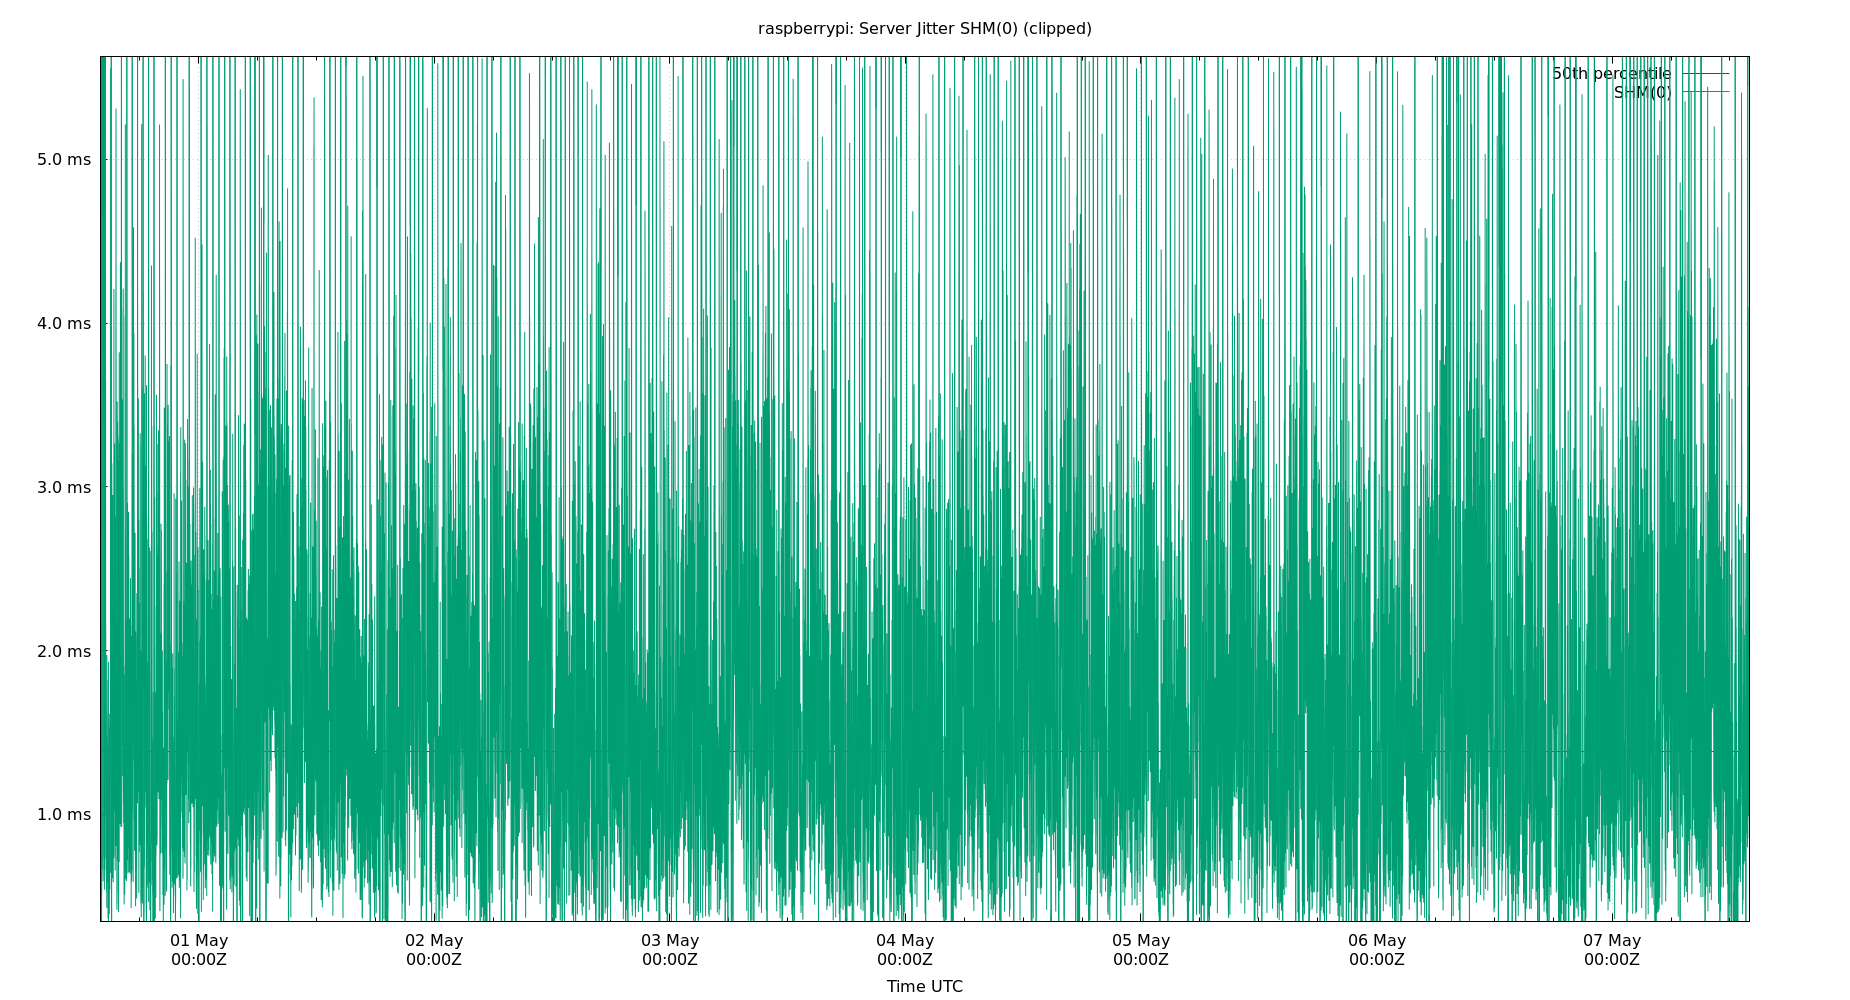 raspberrypi: Server Jitter SHM(0) (clipped)
50th percentile
SHM(0)
5.0 ms
4.0 ms
3.0 ms
2.0 ms
1.0 ms
01 May 02 May 03 May 04 May 05 May 06 May 07 May
00:00Z 00:00Z 00:00Z 00:00Z 00:00Z 00:00Z 00:00Z
Time UTC